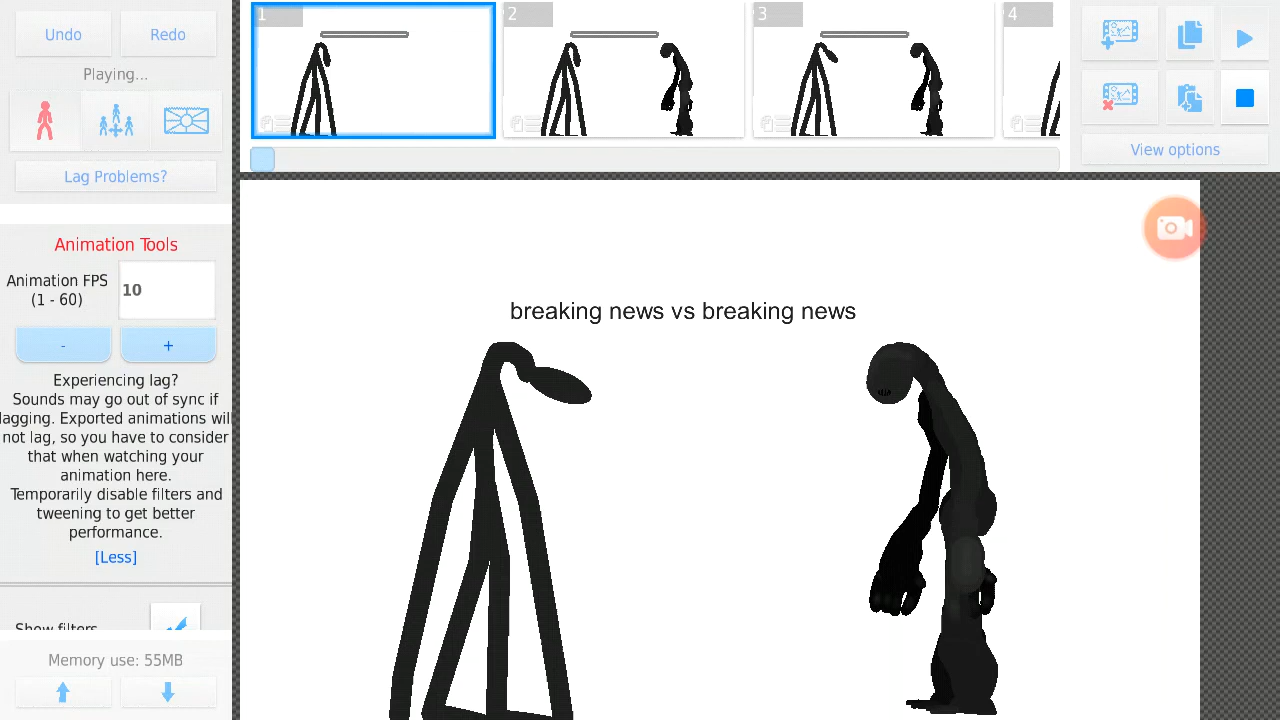 Undo
Redo
Playing...
Lag Problems?
Animation Tools
Animation FPS
(1 - 60)
10
-
+
Experiencing lag?
Sounds may go out of sync if
lagging. Exported animations wil
not lag, so you have to consider
that when watching your
animation here.
Temporarily disable filters and
tweening to get better
performance.
[Less]
Show filters
Memory use: 55MB
1
2
3
4
View options
breaking news vs breaking news